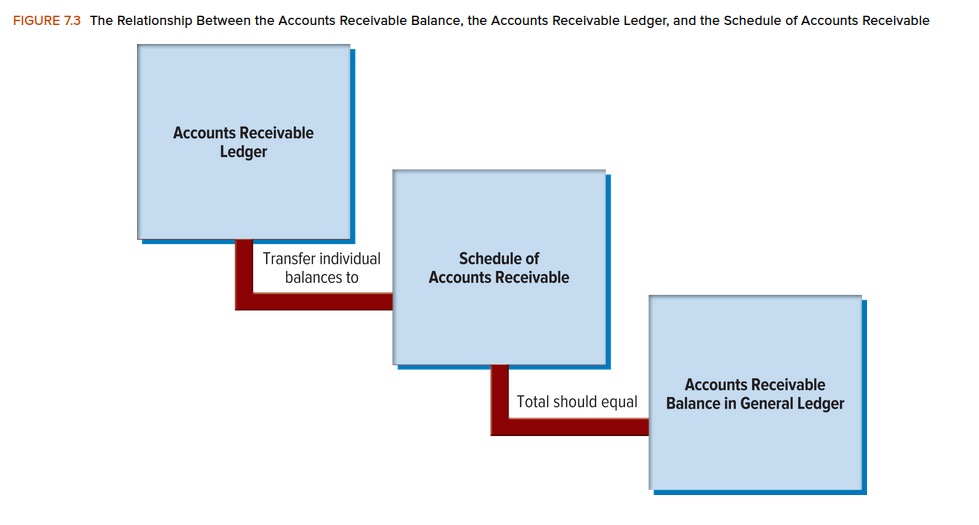 FIGURE 7.3 The Relationship Between the Accounts Receivable Balance, the Accounts Receivable Ledger, and the Schedule of Accounts Receivable
Accounts Receivable
Ledger
Transfer individual
balances to
Schedule of
Accounts Receivable
Total should equal
Accounts Receivable
Balance in General Ledger